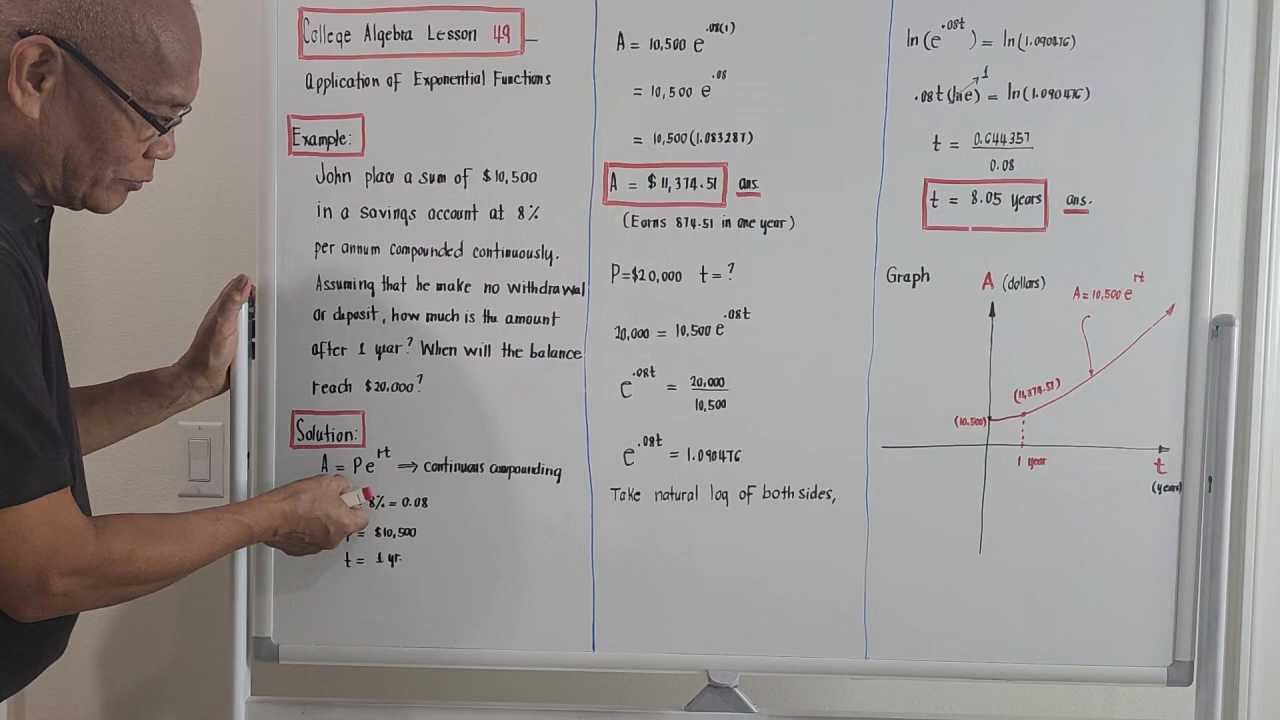 College Algebra Lesson 49
Application of Exponential Functions
Example:
John place a sum of $10,500
in a savings account at 8%
per annum compounded continuously.
Assuming that he make no withdrawal
or deposit, how much is the amount
after 1 year? When will the balance
reach $20.000?
Solution:
A = Pe^rt ⇒ continuous compounding
8% = 0.08
= $10,500
t = 1 yr.
A = 10,500 e^.08(1)
= 10,500 e^.08
= 10,500(1.083287)
A = $11,374.51 ans.
(Earns 874.51 in one year)
P=$20,000 t = ?
20,000 = 10,500 e^.08t
e^.08t = 20,000/10,500
e^.08t = 1.090476
Take natural log of both sides,
ln(e^.08t) = ln(1.090476)
.08t(ln e)^1 = ln(1.090476)
t = 0.644357/0.08
t = 8.05 years ans.
Graph
A (dollars)
A = 10,500 e^rt
(11,374.51)
(10,500)
1 year
t
(years)